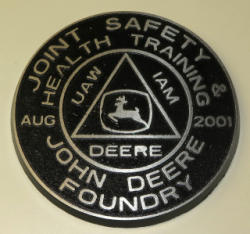 JOINT SAFETY &
HEALTH TRAINING
UAW IAM
AUG 2001
DEERE
JOHN DEERE
FOUNDRY